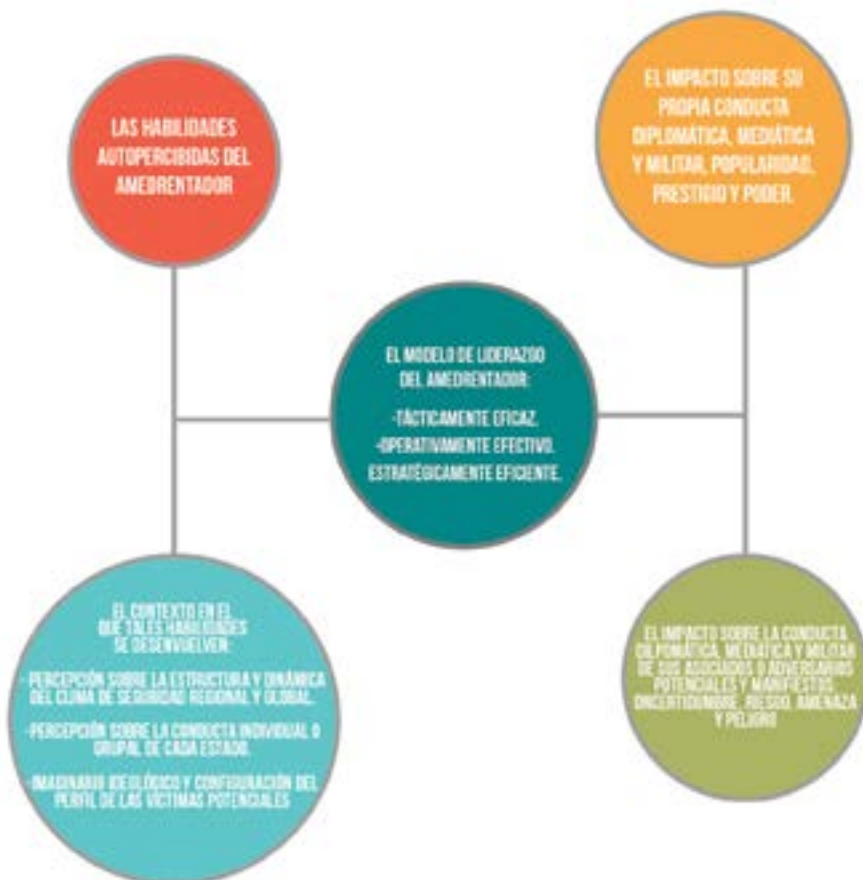 LAS HABILIDADES
AUTOPERCIBIDAS DEL
AMEDRENTADOR
EL IMPACTO SOBRE SU
PROPIA CONDUCTA
DIPLOMÁTICA, MEDIÁTICA
Y MILITAR, POPULARIDAD,
PRESTIGIO Y PODER.
EL MODELO DE LIDERAZGO
DEL AMEDRENTADOR:
-TÁCTICAMENTE EFICAZ.
-OPERATIVAMENTE EFECTIVO.
ESTRATÉGICAMENTE EFICIENTE.
EL CONTEXTO EN EL
QUE TALES HABILIDADES
SE DESENVUELVEN:
- PERCEPCIÓN SOBRE LA ESTRUCTURA Y DINÁMICA
DEL CLIMA DE SEGURIDAD REGIONAL Y GLOBAL.
-PERCEPCIÓN SOBRE LA CONDUCTA INDIVIDUAL O
GRUPAL DE CADA ESTADO.
-IMAGINARIO IDEOLÓGICO Y CONFIGURACIÓN DEL
PERFIL DE LAS VÍCTIMAS POTENCIALES
EL IMPACTO SOBRE LA CONDUCTA
DILPOMÁTICA, MEDIÁTICA Y MILITAR
DE SUS ASOCIADOS O ADVERSARIOS
POTENCIALES Y MANIFIESTOS.
RIESGO, AMENAZA
Y PELIGRO